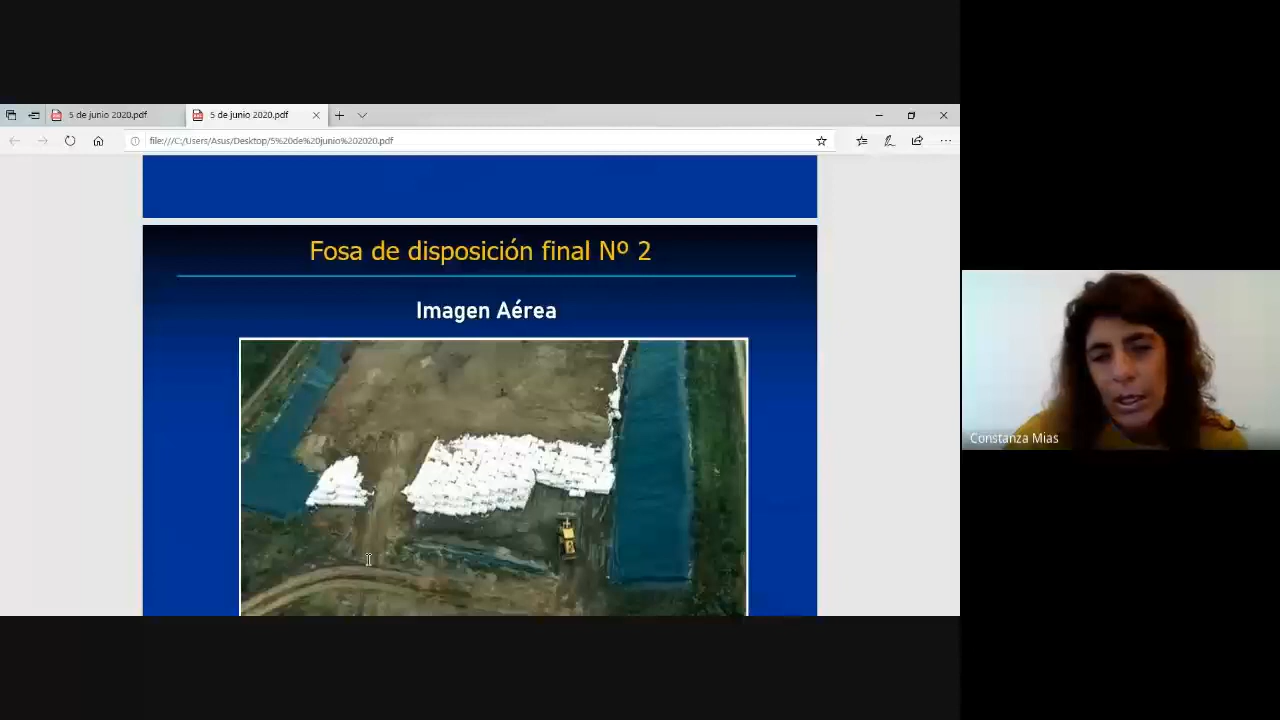 5 de junio 2020.pdf
5 de junio 2020.pdf
file:///C:/Users/Asus/Desktop/5%20de%20junio%202020.pdf
Fosa de disposición final Nº 2
Imagen Aérea
Constanza Mias